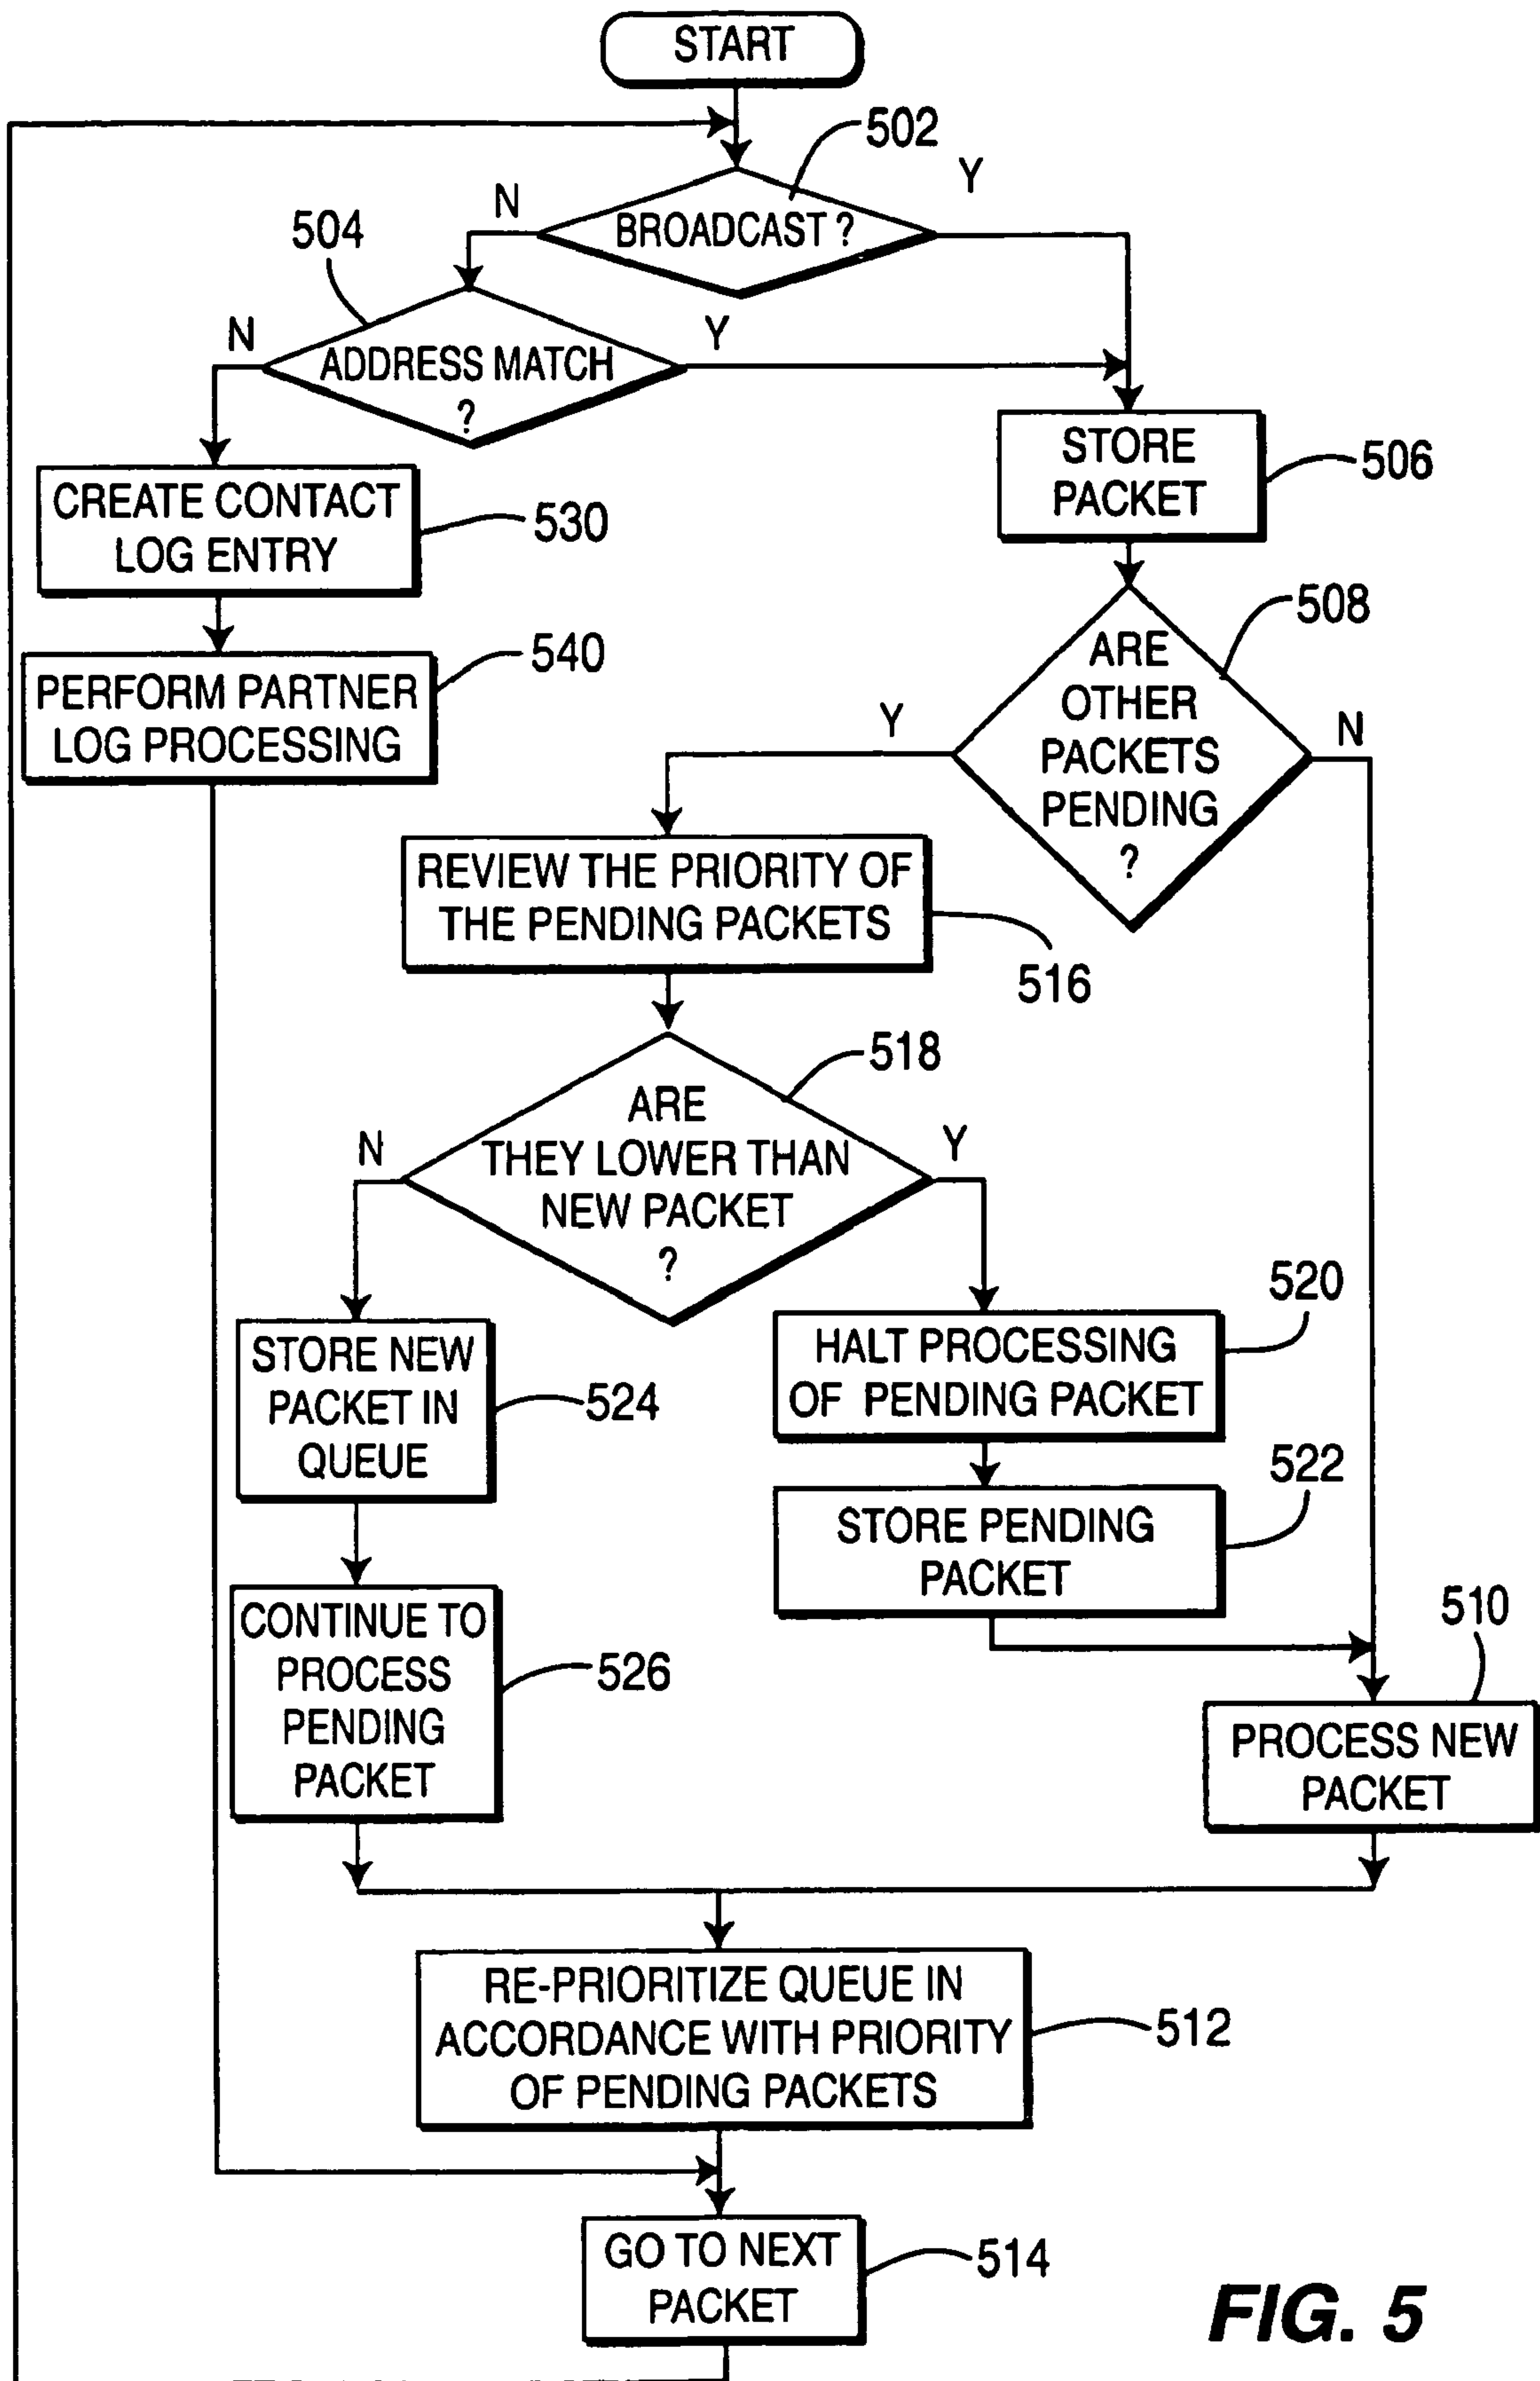 START
502
N
Y
BROADCAST ?
504
N
Y
ADDRESS MATCH
?
STORE
PACKET
506
CREATE CONTACT
LOG ENTRY
530
508
ARE
OTHER
PACKETS
PENDING
?
Y
N
540
PERFORM PARTNER
LOG PROCESSING
REVIEW THE PRIORITY OF
THE PENDING PACKETS
516
518
ARE
THEY LOWER THAN
NEW PACKET
?
N
Y
520
HALT PROCESSING
OF PENDING PACKET
STORE NEW
PACKET IN
QUEUE
524
522
STORE PENDING
PACKET
CONTINUE TO
PROCESS
PENDING
PACKET
526
510
PROCESS NEW
PACKET
RE-PRIORITIZE QUEUE IN
ACCORDANCE WITH PRIORITY
OF PENDING PACKETS
512
GO TO NEXT
PACKET
514
FIG. 5